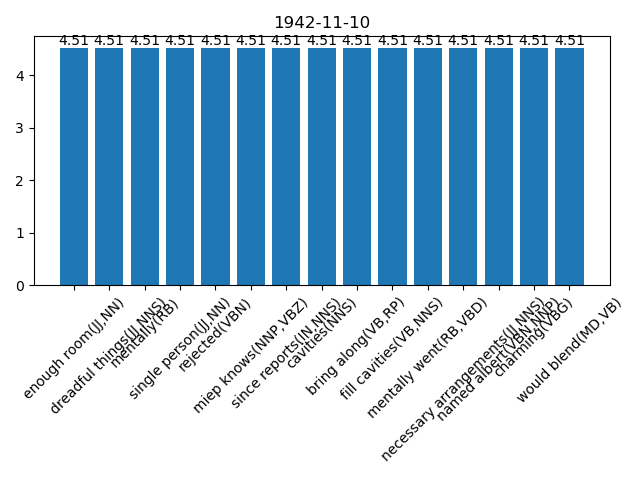 1942-11-10
4.51 4.51 4.51 4.51 4.51 4.51 4.51 4.51 4.51 4.51 4.51 4.51 4.51 4.51 4.51
4
3
2
1
0
enough room(JJ,NN)
dreadful things(JJ,NNS)
mentally(RB)
single person(JJ,NN)
rejected(VBN)
miep knows(NNP,VBZ)
since reports(IN,NNS)
cavities(NNS)
bring along(VB,RP)
fill cavities(VB,NNS)
mentally went(RB,VBD)
necessary arrangements(JJ,NNS)
named albert(VBN,NNP)
charming(VBG)
would blend(MD,VB)